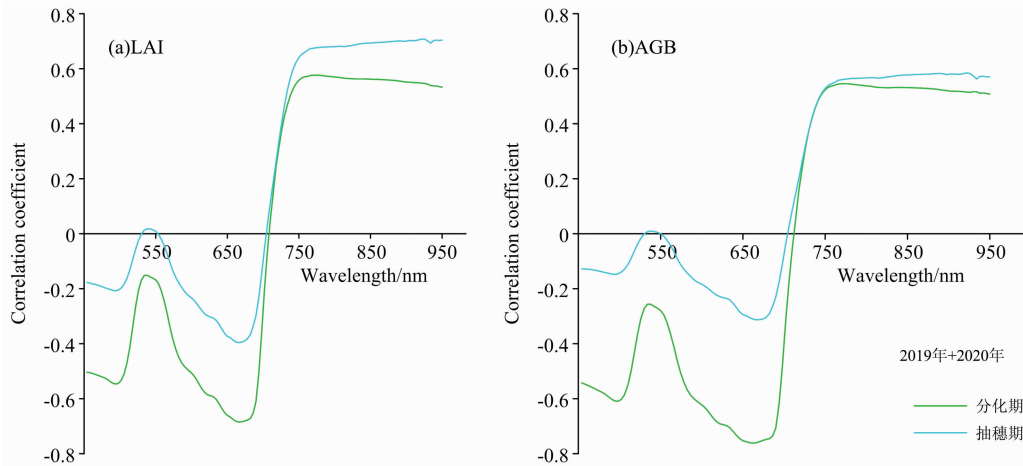 (a)LAI
Correlation coefficient
0.8
0.6
0.4
0.2
0
-0.2
-0.4
-0.6
-0.8
550 650 750 850 950
Wavelength/nm
(b)AGB
Correlation coefficient
0.8
0.6
0.4
0.2
0
-0.2
-0.4
-0.6
-0.8
550 650 750 850 950
Wavelength/nm
2019年+2020年
分化期
抽穗期